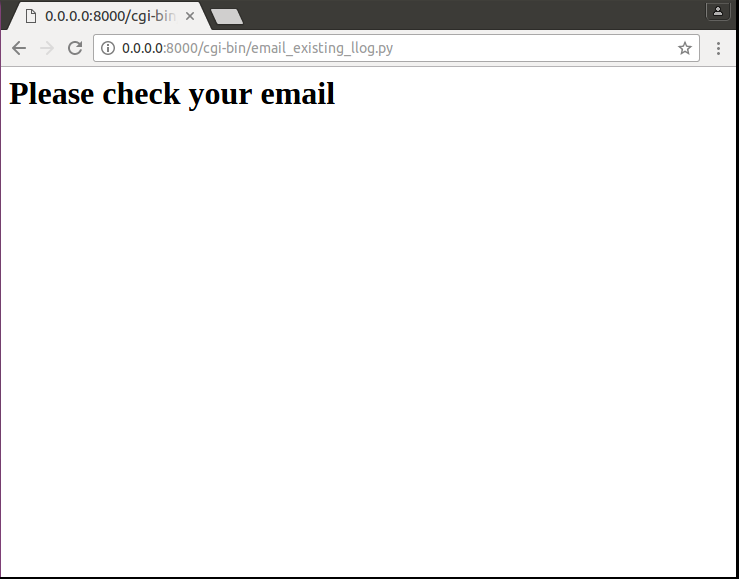 0.0.0.0:8000/cgi-bin
0.0.0.0:8000/cgi-bin/email_existing_llog.py
Please check your email